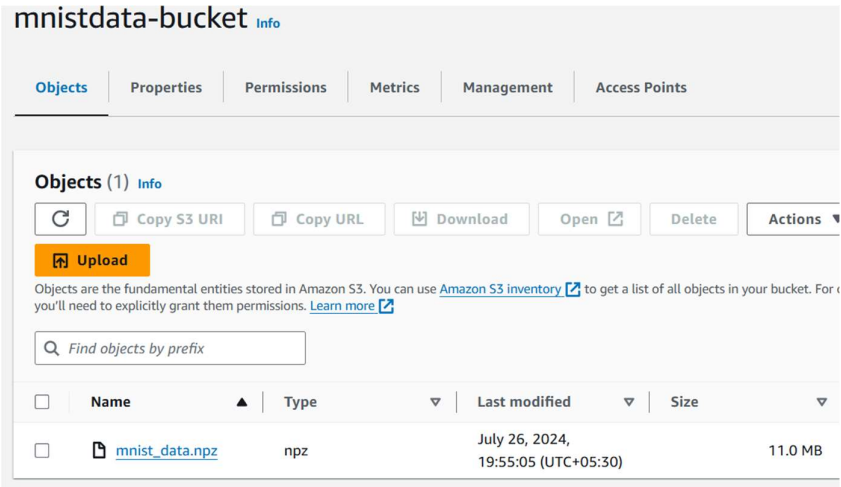 mnistdata-bucket Info
Objects Properties Permissions Metrics Management Access Points
Objects (1) Info
Copy S3 URI Copy URL Download Open Delete Actions
Upload
Objects are the fundamental entities stored in Amazon S3. You can use Amazon S3 inventory to get a list of all objects in your bucket. For
you'll need to explicitly grant them permissions. Learn more
Find objects by prefix
Name Type Last modified Size
mnist_data.npz npz July 26, 2024, 11.0 MB
19:55:05 (UTC+05:30)